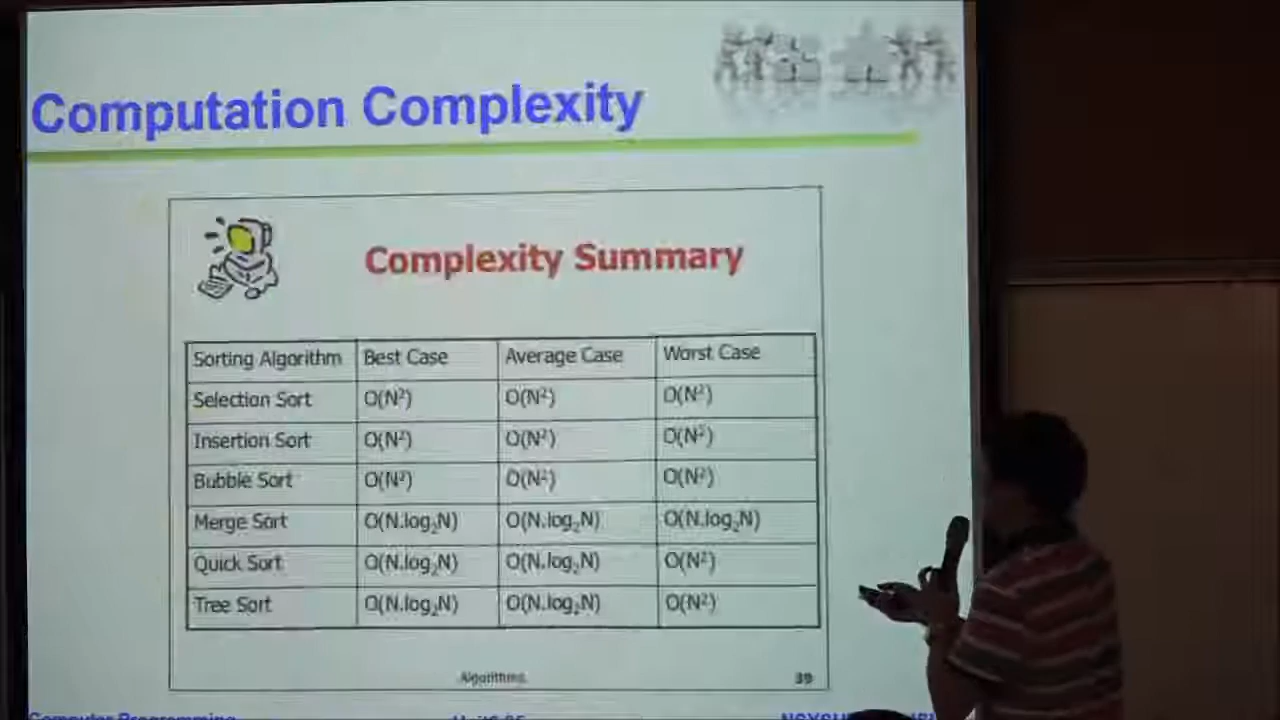 Computation Complexity
Complexity Summary
Sorting Algorithm Best Case Average Case Worst Case
Selection Sort O(N²) O(N²) O(N²)
Insertion Sort O(N²) O(N²) O(N²)
Bubble Sort O(N²) O(N²) O(N²)
Merge Sort O(N.log₂N) O(N.log₂N) O(N.log₂N)
Quick Sort O(N.log₂N) O(N.log₂N) O(N²)
Tree Sort O(N.log₂N) O(N.log₂N) O(N²)
Algorithms 39
Computer Programming